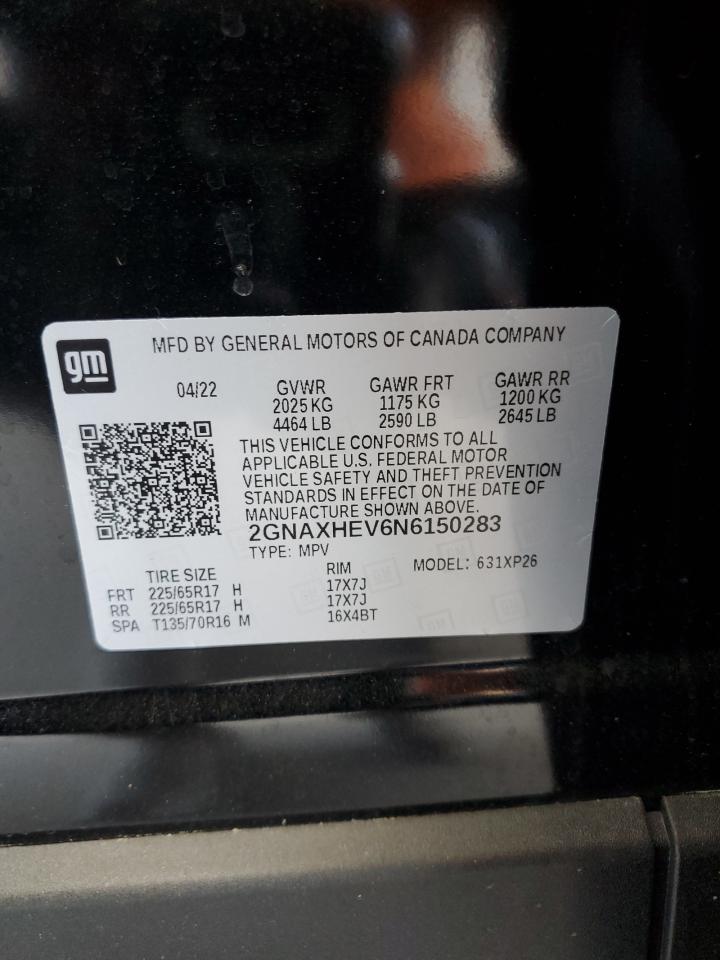 gm
MFD BY GENERAL MOTORS OF CANADA COMPANY
04/22 GVWR GAWR FRT GAWR RR
2025 KG 1175 KG 1200 KG
4464 LB 2590 LB 2645 LB
THIS VEHICLE CONFORMS TO ALL
APPLICABLE U.S. FEDERAL MOTOR
VEHICLE SAFETY AND THEFT PREVENTION
STANDARDS IN EFFECT ON THE DATE OF
MANUFACTURE SHOWN ABOVE.
2GNAXHEV6N6150283
TYPE: MPV MODEL: 631XP26
TIRE SIZE RIM
FRT 225/65R17 H 17X7J
RR 225/65R17 H 17X7J
SPA T135/70R16 M 16X4BT